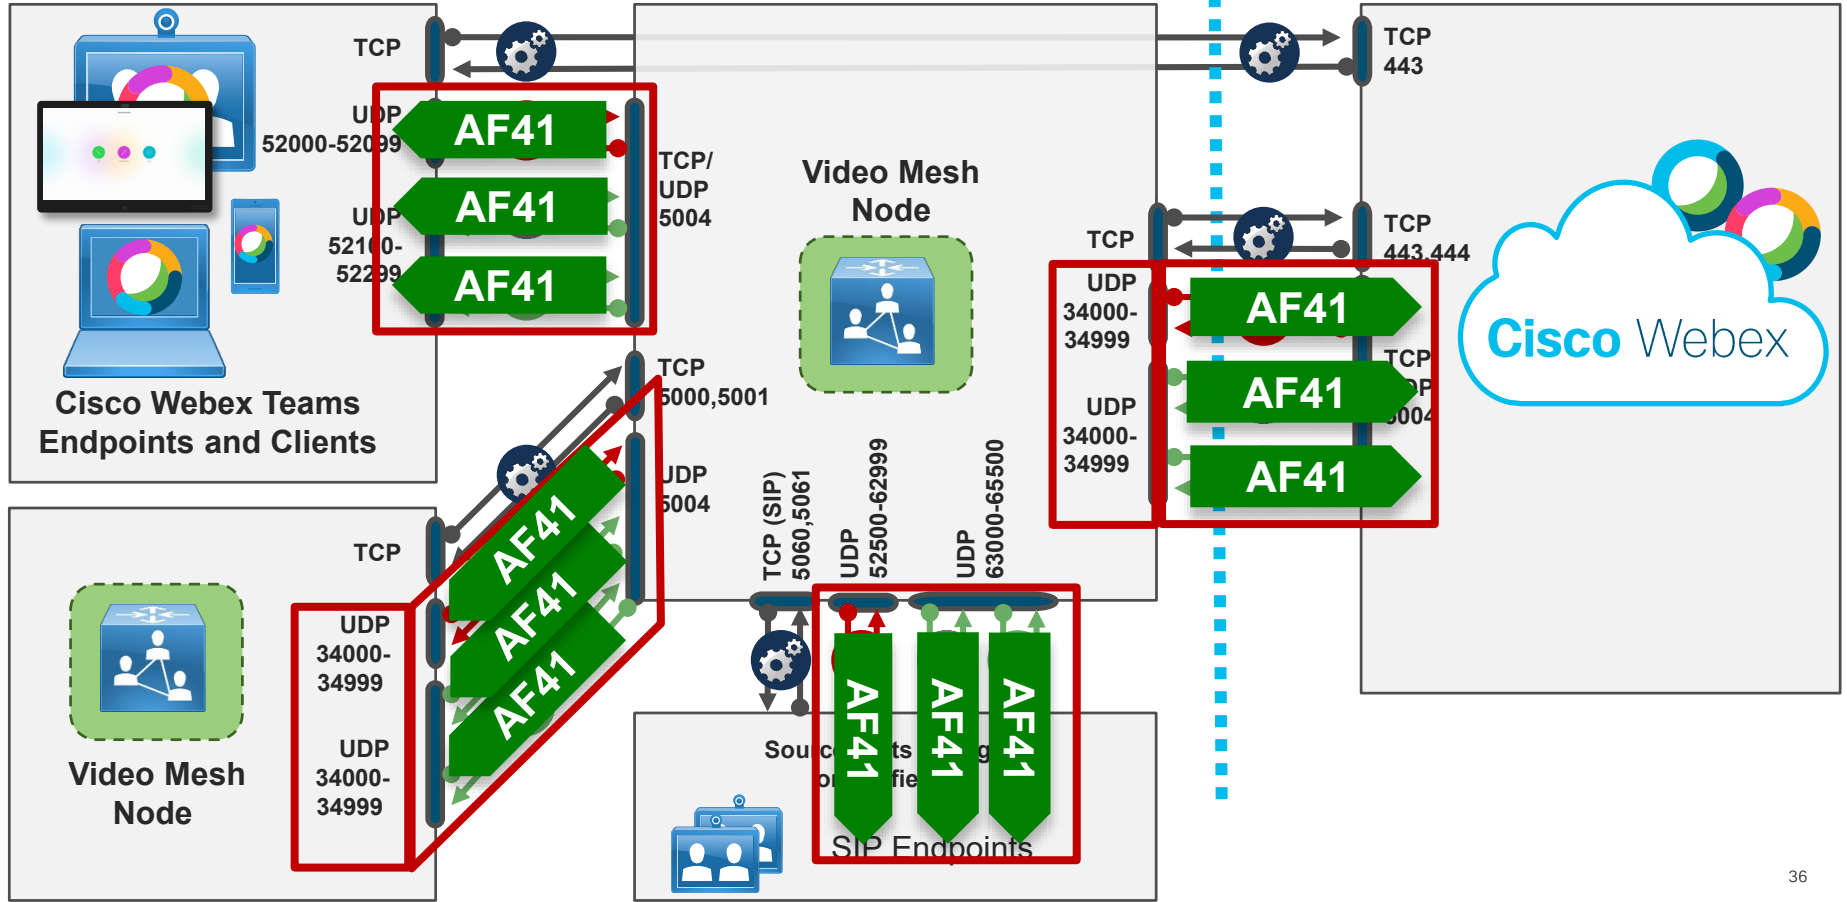 TCP
TCP
443
UDP
52000-52099
AF41
TCP/
UDP
5004
UDP
52100-
52299
AF41
AF41
Cisco Webex Teams
Endpoints and Clients
Video Mesh
Node
TCP
TCP
443,444
UDP
34000-
34999
AF41
UDP
34000-
34999
AF41
TCP
5004
AF41
Cisco Webex
TCP
5000,5001
UDP
5004
TCP
UDP
34000-
34999
UDP
34000-
34999
AF41
AF41
AF41
Video Mesh
Node
TCP (SIP)
5060,5061
UDP
52500-62999
UDP
63000-65500
AF41
AF41
AF41
SIP Endpoints
36